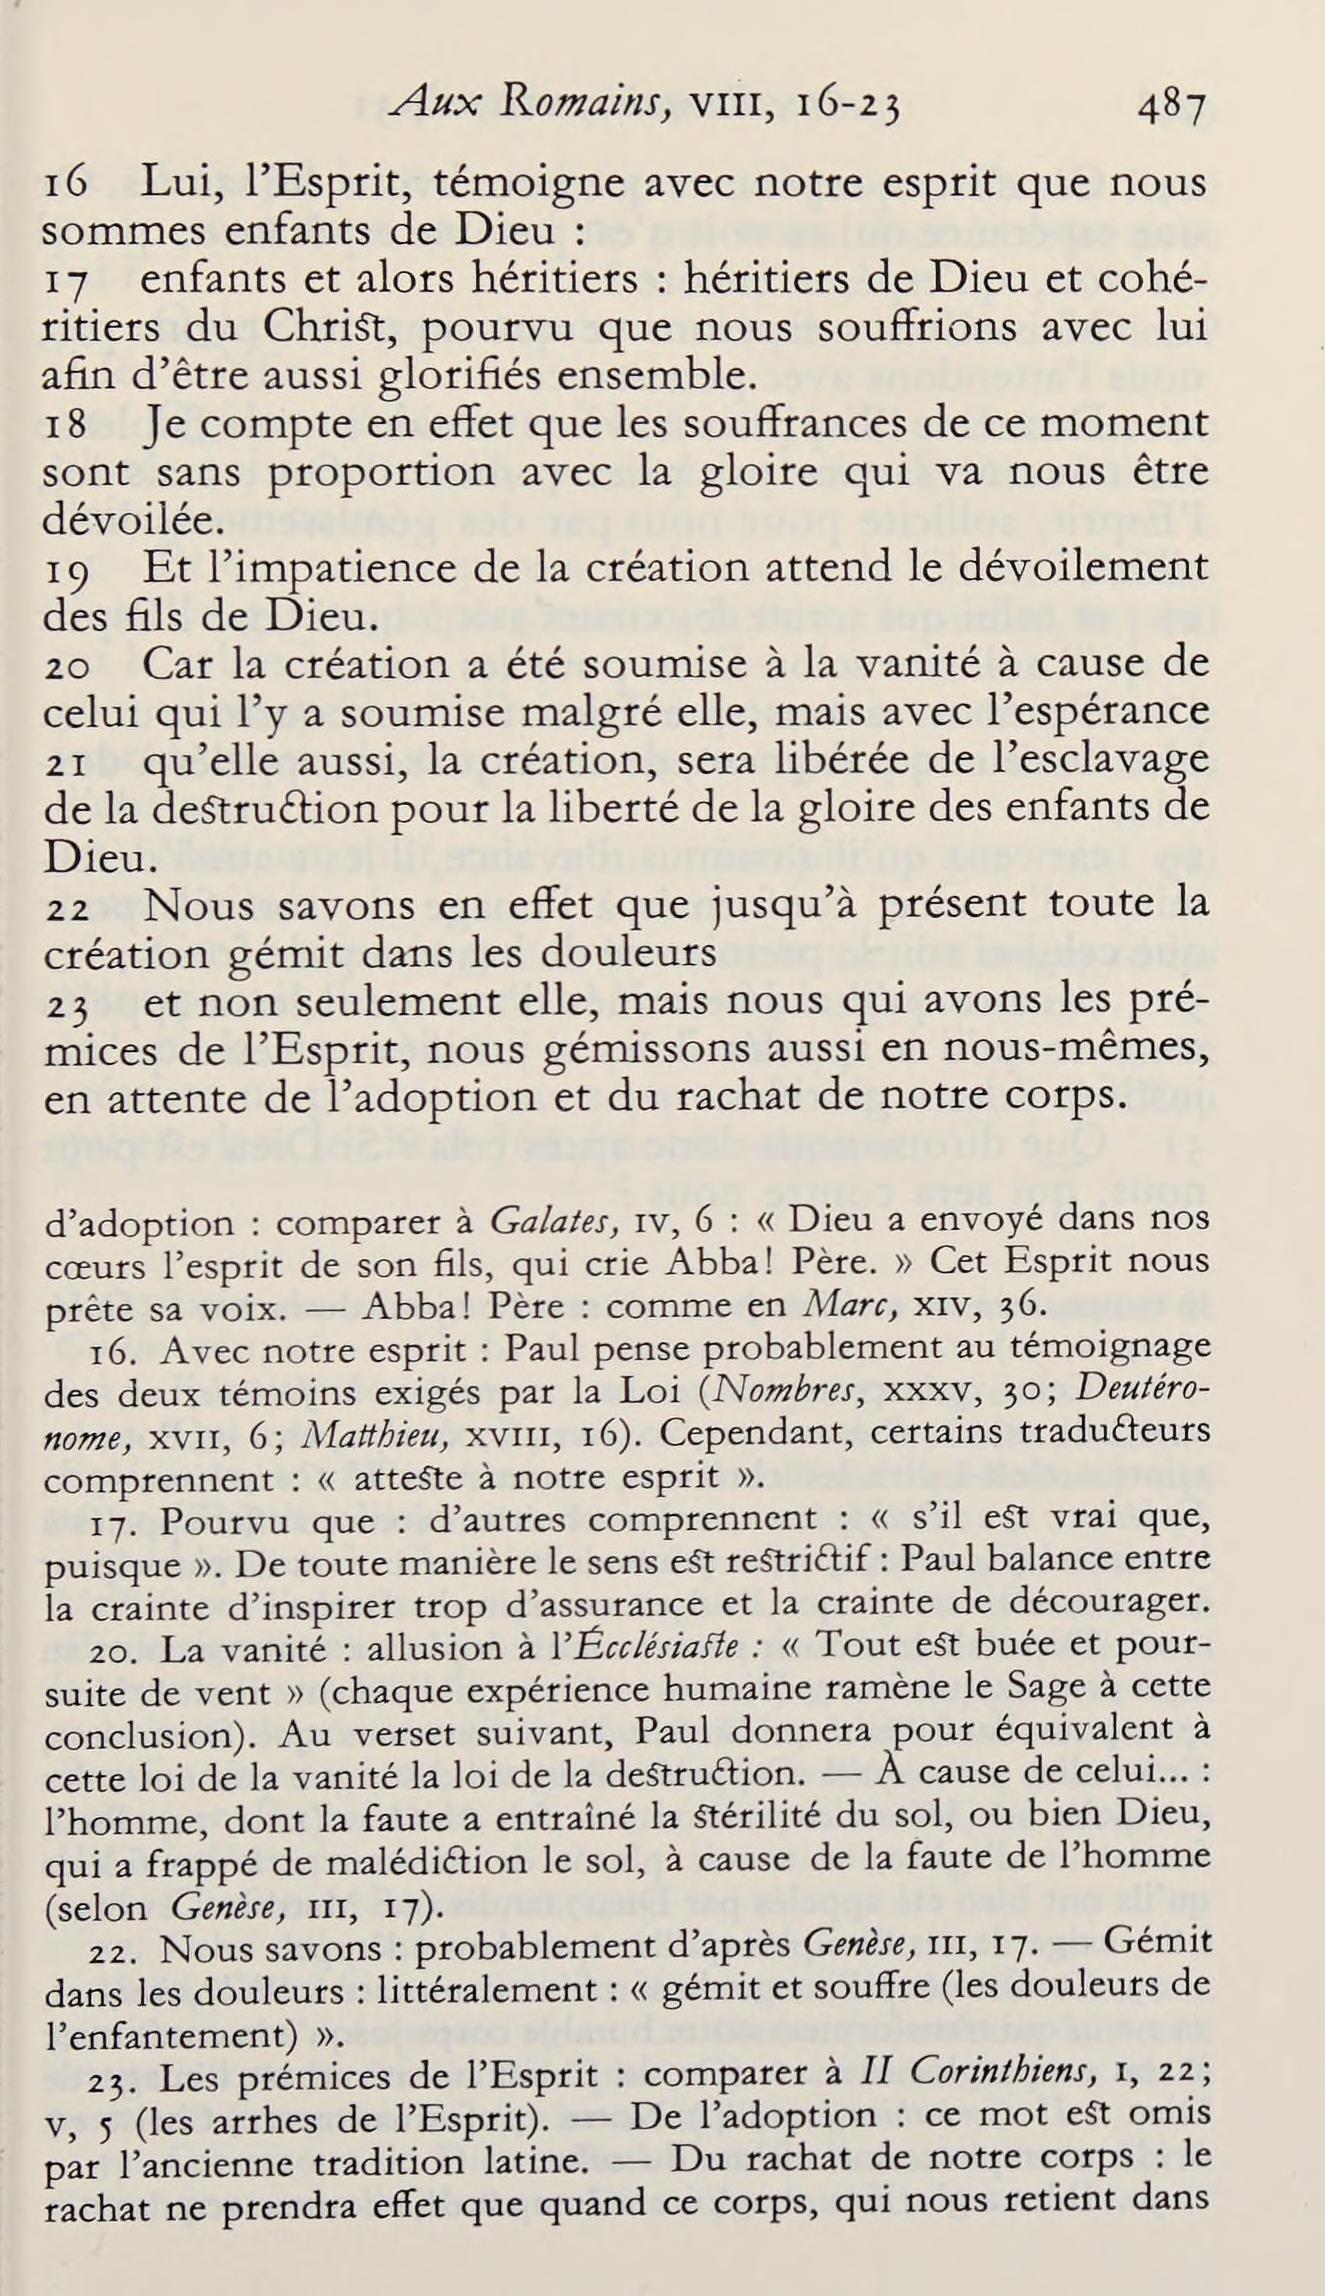 Aux Romains, VIII, 16-23 487
16 Lui, l’Esprit, témoigne avec notre esprit que nous
sommes enfants de Dieu :
17 enfants et alors héritiers : héritiers de Dieu et cohé-
ritiers du Christ, pourvu que nous souffrions avec lui
afin d’être aussi glorifiés ensemble.
18 Je compte en effet que les souffrances de ce moment
sont sans proportion avec la gloire qui va nous être
dévoilée.
19 Et l’impatience de la création attend le dévoilement
des fils de Dieu.
20 Car la création a été soumise à la vanité à cause de
celui qui l’y a soumise malgré elle, mais avec l’espérance
21 qu’elle aussi, la création, sera libérée de l’esclavage
de la destruction pour la liberté de la gloire des enfants de
Dieu.
22 Nous savons en effet que jusqu’à présent toute la
création gémit dans les douleurs
23 et non seulement elle, mais nous qui avons les pré-
mices de l’Esprit, nous gémissons aussi en nous-mêmes,
en attente de l’adoption et du rachat de notre corps.
d’adoption : comparer à Galates, IV, 6 : « Dieu a envoyé dans nos
cœurs l’esprit de son fils, qui crie Abba! Père. » Cet Esprit nous
prête sa voix. — Abba! Père : comme en Marc, XIV, 36.
16. Avec notre esprit : Paul pense probablement au témoignage
des deux témoins exigés par la Loi (Nombres, XXXV, 30; Deutéro-
nome, XVII, 6; Matthieu, XVIII, 16). Cependant, certains traducteurs
comprennent : « atteste à notre esprit ».
17. Pourvu que : d’autres comprennent : « s’il est vrai que,
puisque ». De toute manière le sens est restrictif : Paul balance entre
la crainte d’inspirer trop d’assurance et la crainte de décourager.
20. La vanité : allusion à l’Écclésiaste : « Tout est buée et pour-
suite de vent » (chaque expérience humaine ramène le Sage à cette
conclusion). Au verset suivant, Paul donnera pour équivalent à
cette loi de la vanité la loi de la destruction. — À cause de celui... :
l’homme, dont la faute a entraîné la stérilité du sol, ou bien Dieu,
qui a frappé de malédiction le sol, à cause de la faute de l’homme
(selon Genèse, III, 17).
22. Nous savons : probablement d’après Genèse, III, 17. — Gémit
dans les douleurs : littéralement : « gémit et souffre (les douleurs de
l’enfantement) ».
23. Les prémices de l’Esprit : comparer à II Corinthiens, I, 22;
V, 5 (les arrhes de l’Esprit). — De l’adoption : ce mot est omis
par l’ancienne tradition latine. — Du rachat de notre corps : le
rachat ne prendra effet que quand ce corps, qui nous retient dans